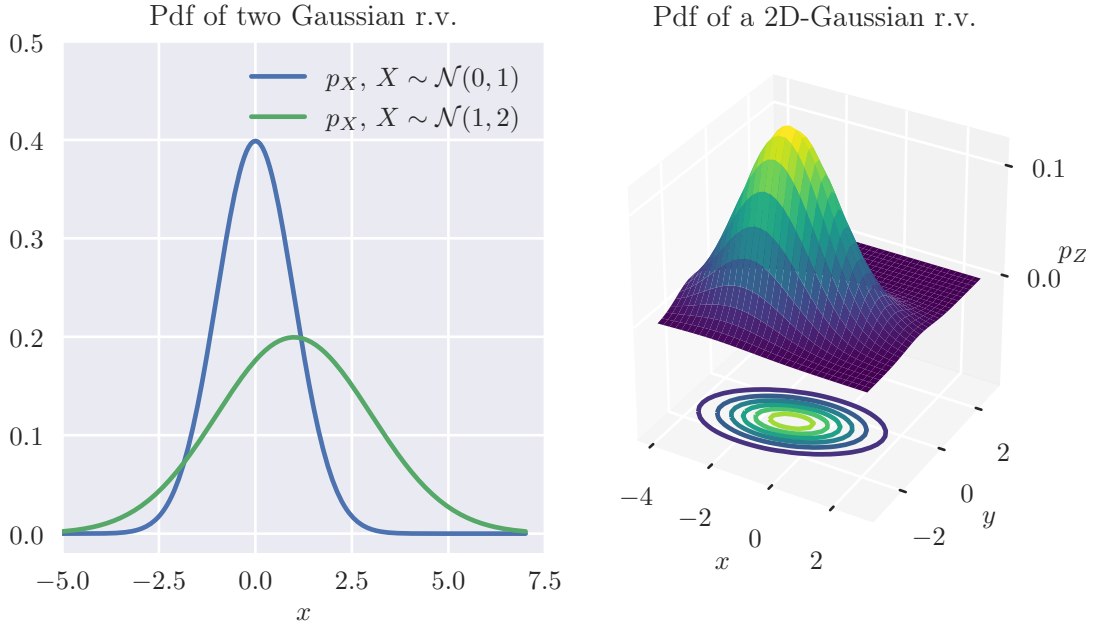 Pdf of two Gaussian r.v.
0.5
0.4
0.3
0.2
0.1
0.0
−5.0 −2.5 0.0 2.5 5.0 7.5
x
p_X, X ∼ 𝒩(0, 1)
p_X, X ∼ 𝒩(1, 2)
Pdf of a 2D-Gaussian r.v.
0.1
p_Z
0.0
−4
−2
0
2
x
−2
0
2
y